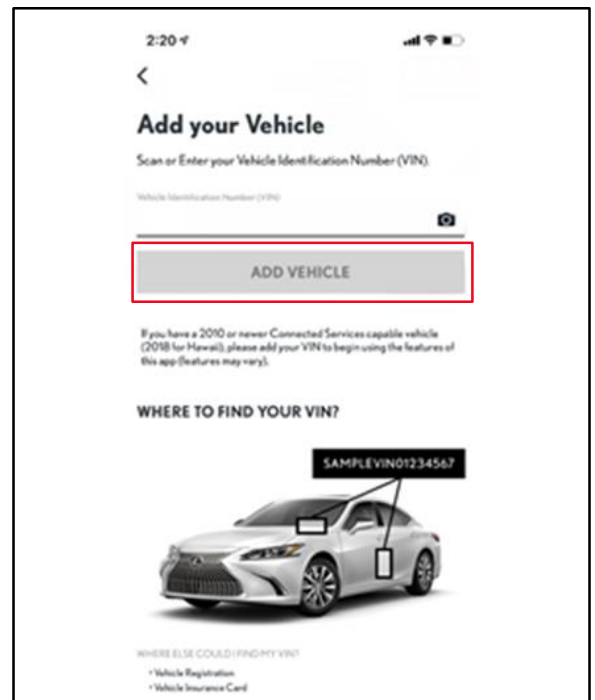 2:20
Add your Vehicle
Scan or Enter your Vehicle Identification Number (VIN).
Vehicle Identification Number (VIN)
ADD VEHICLE
If you have a 2010 or newer Connected Services capable vehicle
(2018 for Hawaii), please add your VIN to begin using the features of
this app (features may vary).
WHERE TO FIND YOUR VIN?
SAMPLEVIN01234567
WHERE ELSE COULD I FIND MY VIN?
• Vehicle Registration
• Vehicle Insurance Card